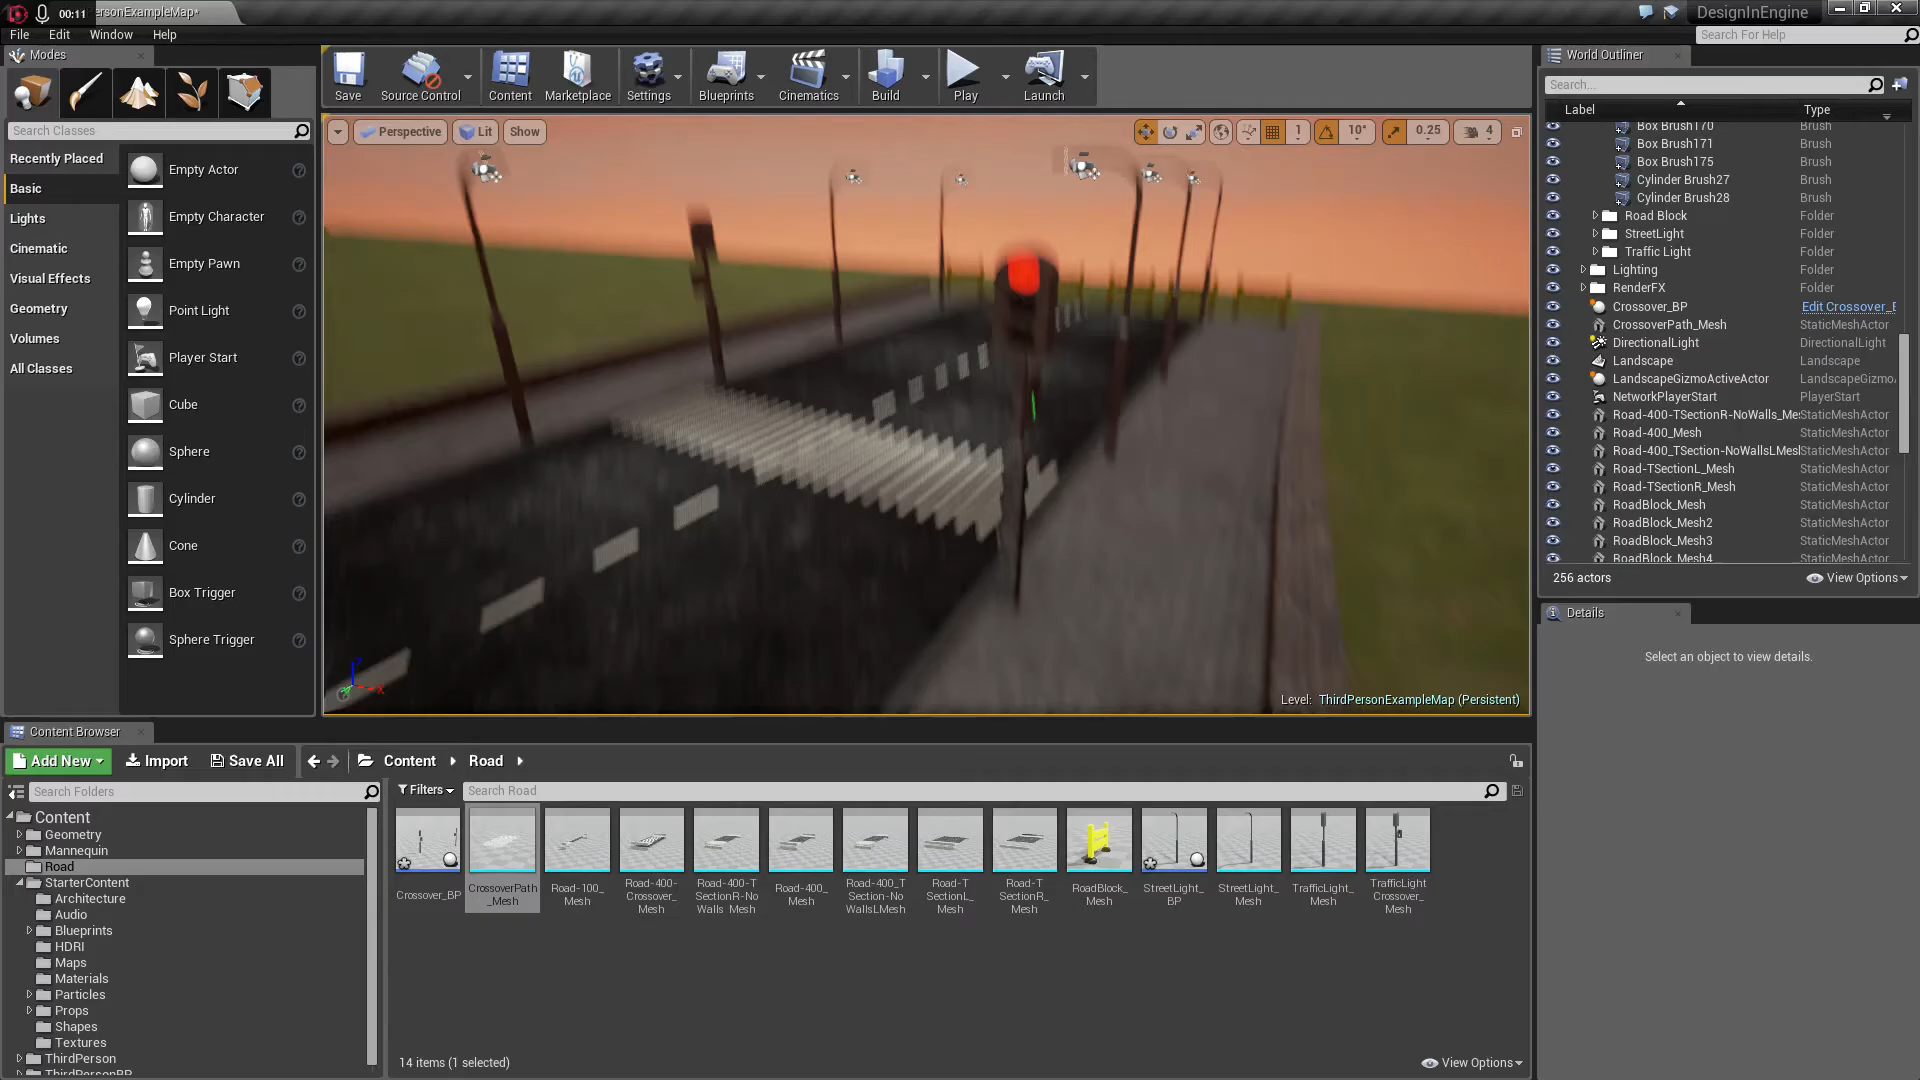 00:11
ersonExampleMap*
DesignInEngine
File Edit Window Help
Search For Help
Modes
Search Classes
Recently Placed
Basic
Lights
Cinematic
Visual Effects
Geometry
Volumes
All Classes
Empty Actor
Empty Character
Empty Pawn
Point Light
Player Start
Cube
Sphere
Cylinder
Cone
Box Trigger
Sphere Trigger
Save
Source Control
Content
Marketplace
Settings
Blueprints
Cinematics
Build
Play
Launch
Perspective
Lit
Show
1
10°
0.25
4
Level: ThirdPersonExampleMap (Persistent)
World Outliner
Search...
Label Type
Box Brush170 Brush
Box Brush171 Brush
Box Brush175 Brush
Cylinder Brush27 Brush
Cylinder Brush28 Brush
Road Block Folder
StreetLight Folder
Traffic Light Folder
Lighting Folder
RenderFX Folder
Crossover_BP Edit Crossover_E
CrossoverPath_Mesh StaticMeshActor
DirectionalLight DirectionalLight
Landscape Landscape
LandscapeGizmoActiveActor LandscapeGizmo
NetworkPlayerStart PlayerStart
Road-400-TSectionR-NoWalls_Me StaticMeshActor
Road-400_Mesh StaticMeshActor
Road-400_TSection-NoWallsLMesh StaticMeshActor
Road-TSectionL_Mesh StaticMeshActor
Road-TSectionR_Mesh StaticMeshActor
RoadBlock_Mesh StaticMeshActor
RoadBlock_Mesh2 StaticMeshActor
RoadBlock_Mesh3 StaticMeshActor
RoadBlock_Mesh4 StaticMeshActor
256 actors
View Options
Details
Select an object to view details.
Content Browser
Add New Import Save All Content Road
Search Folders
Filters
Search Road
Content
Geometry
Mannequin
Road
StarterContent
Architecture
Audio
Blueprints
HDRI
Maps
Materials
Particles
Props
Shapes
Textures
ThirdPerson
ThirdPersonBP
Crossover_BP
CrossoverPath
_Mesh
Road-100_
Mesh
Road-400-
Crossover_
Mesh
Road-400-T
SectionR-No
Walls_Mesh
Road-400_
Mesh
Road-400_T
Section-No
WallsLMesh
Road-T
SectionL_
Mesh
Road-T
SectionR_
Mesh
RoadBlock_
Mesh
StreetLight_
BP
StreetLight_
Mesh
TrafficLight_
Mesh
TrafficLight
Crossover_
Mesh
14 items (1 selected)
View Options